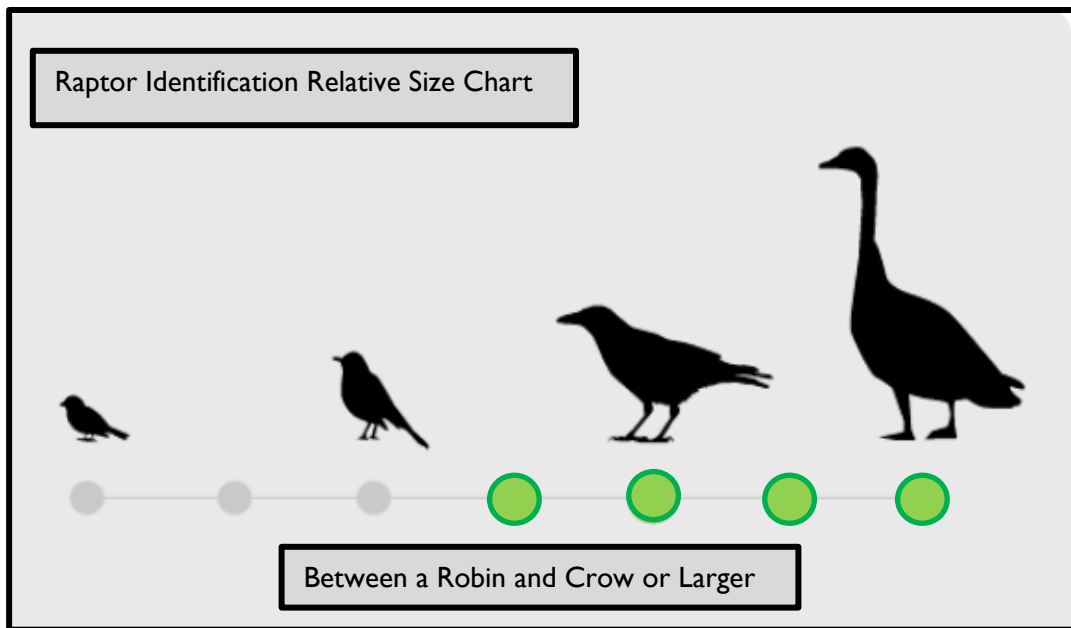 Raptor Identification Relative Size Chart
Between a Robin and Crow or Larger